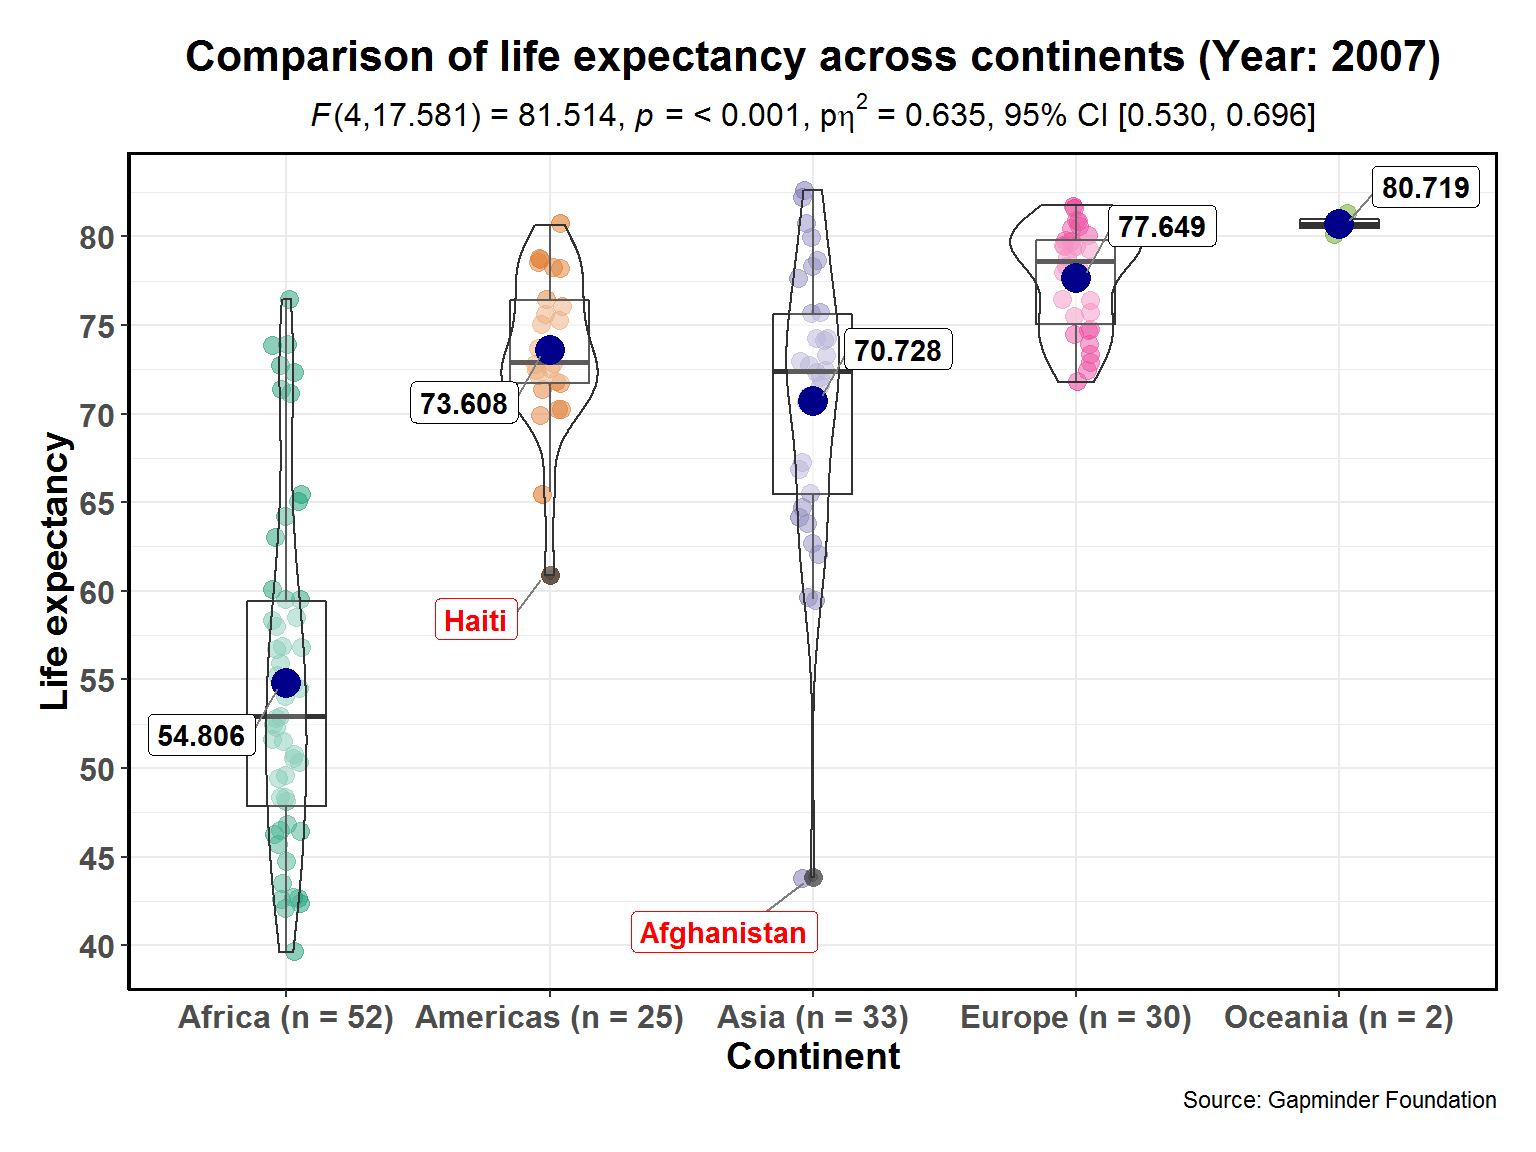 Comparison of life expectancy across continents (Year: 2007)
F(4,17.581) = 81.514, p = < 0.001, pη² = 0.635, 95% CI [0.530, 0.696]
Life expectancy
80
75
70
65
60
55
50
45
40
80.719
77.649
70.728
73.608
Haiti
54.806
Afghanistan
Africa (n = 52) Americas (n = 25) Asia (n = 33) Europe (n = 30) Oceania (n = 2)
Continent
Source: Gapminder Foundation